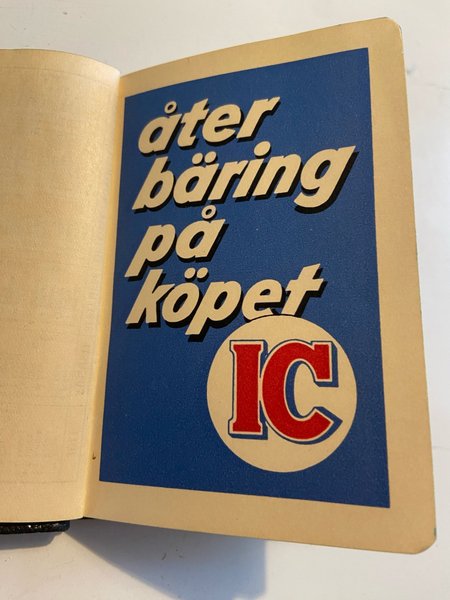 åter
bäring
på
köpet
IC